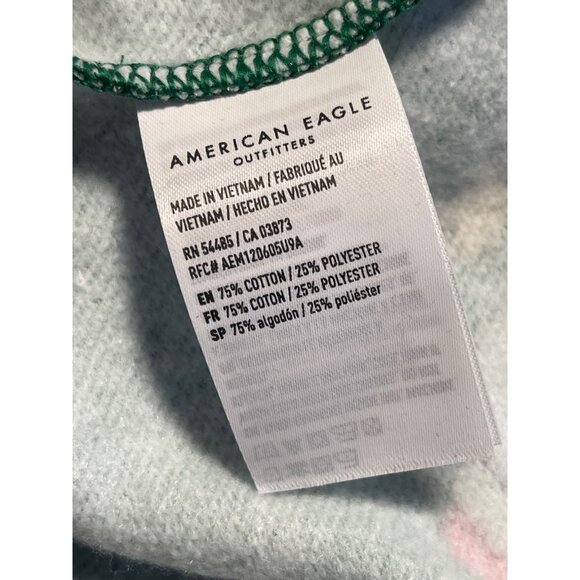 AMERICAN EAGLE
OUTFITTERS
MADE IN VIETNAM / FABRIQUÉ AU
VIETNAM / HECHO EN VIETNAM
RN 54485 / CA 03873
RFC# AEM120605U9A
EN 75% COTTON / 25% POLYESTER
FR 75% COTON / 25% POLYESTER
SP 75% algodón / 25% poliéster